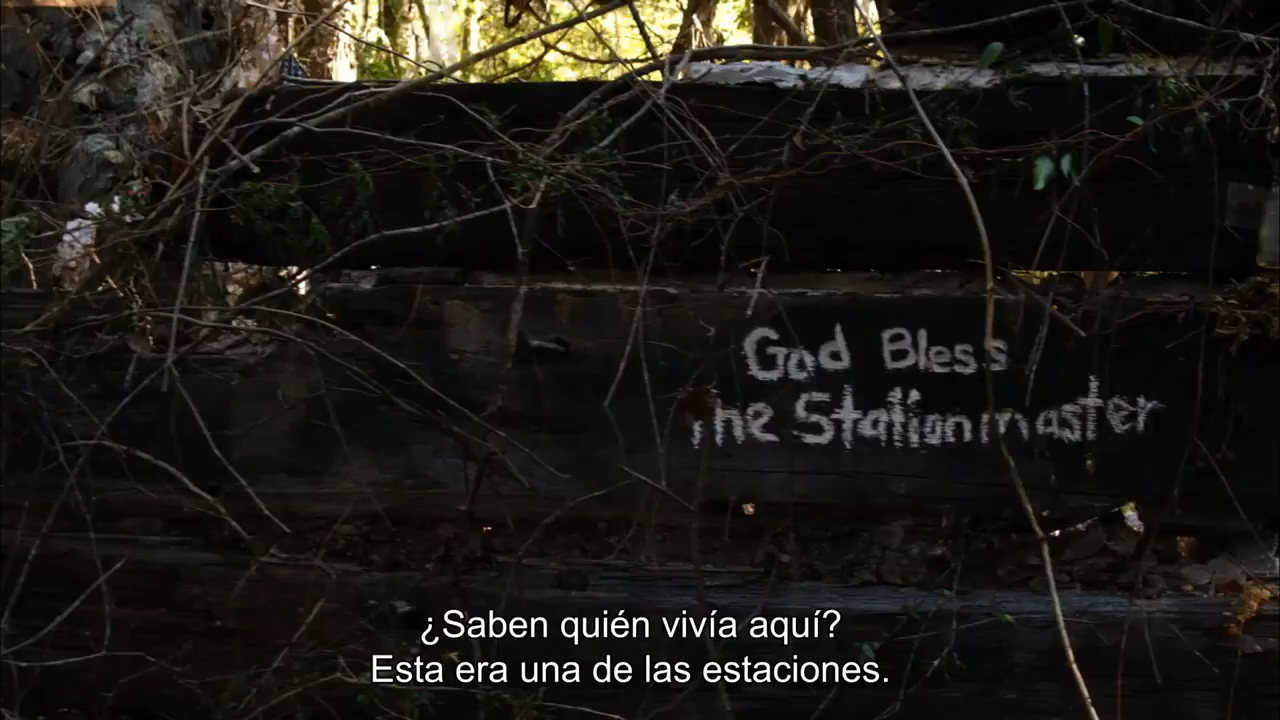 God Bless
The Stationmaster
¿Saben quién vivía aquí?
Esta era una de las estaciones.